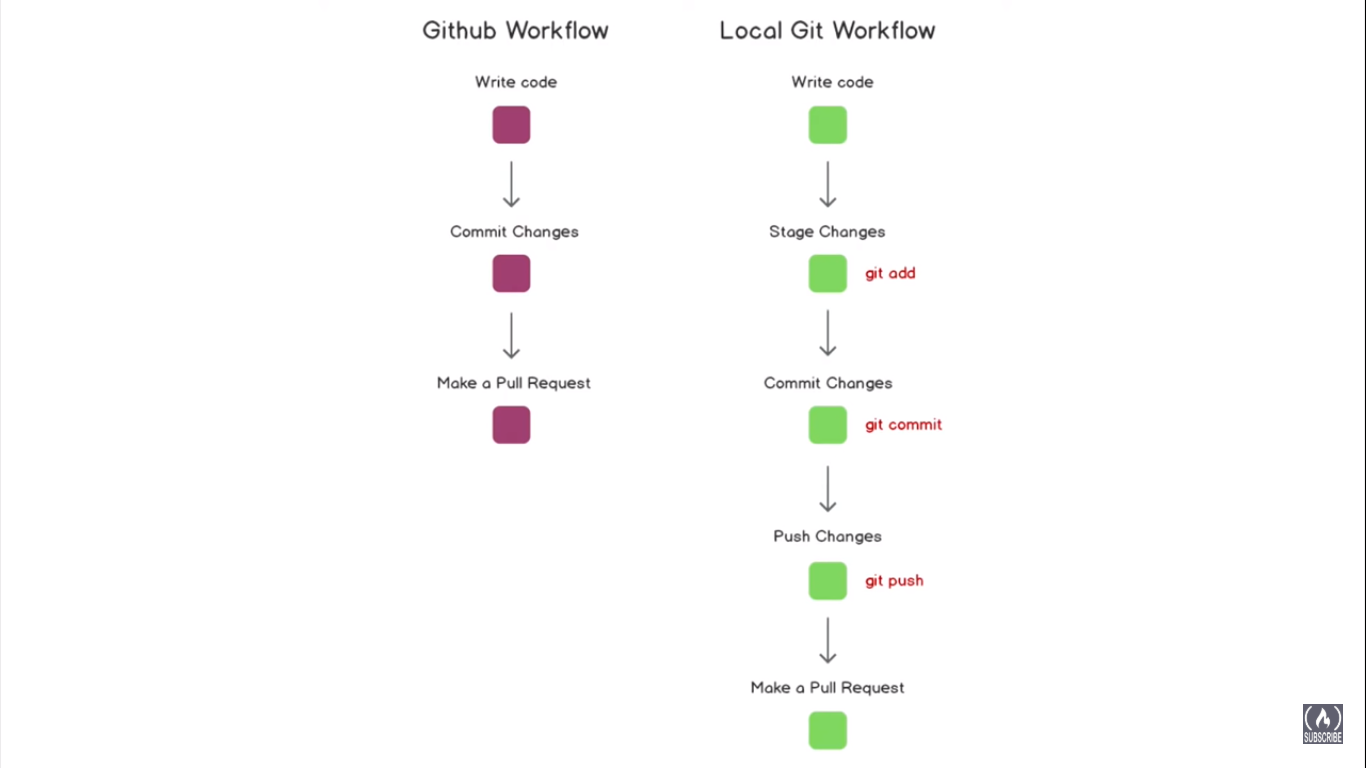 Github Workflow
Write code
Commit Changes
Make a Pull Request
Local Git Workflow
Write code
Stage Changes
git add
Commit Changes
git commit
Push Changes
git push
Make a Pull Request
SUBSCRIBE